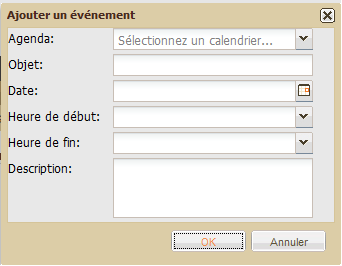 Ajouter un événement
Agenda: Sélectionnez un calendrier...
Objet:
Date:
Heure de début:
Heure de fin:
Description:
OK Annuler